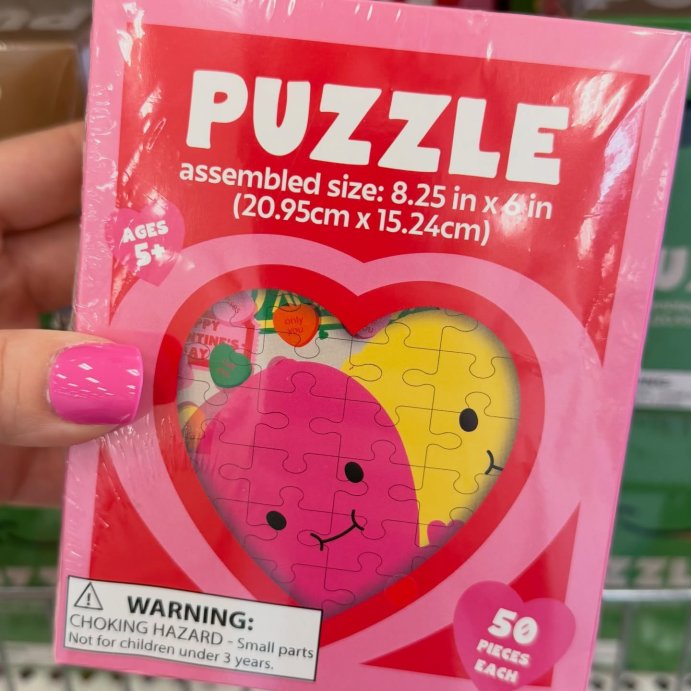 PUZZLE
assembled size: 8.25 in x 6 in
(20.95cm x 15.24cm)
AGES
5+
only
you
WARNING:
CHOKING HAZARD - Small parts
Not for children under 3 years.
50
PIECES
EACH